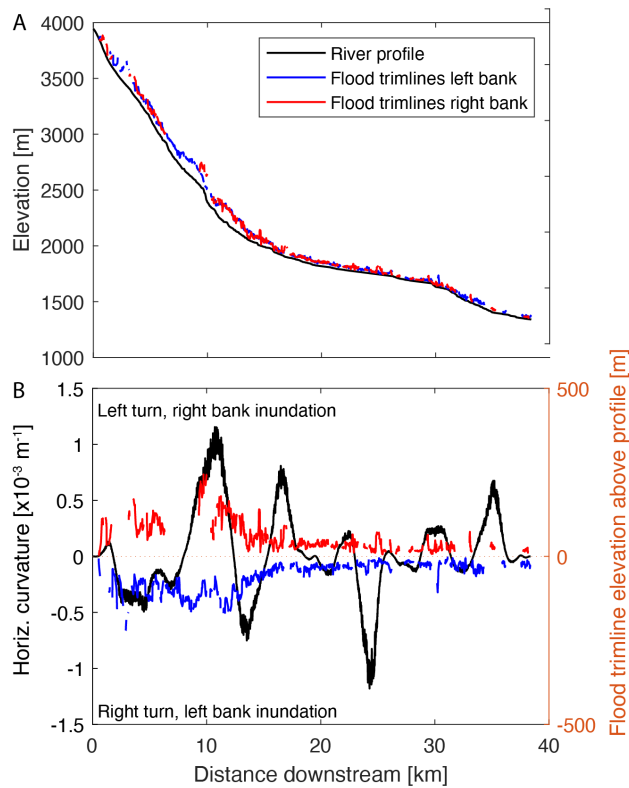 A
4000
3500
3000
2500
2000
1500
1000
Elevation [m]
River profile
Flood trimlines left bank
Flood trimlines right bank
B
1.5
1
0.5
0
-0.5
-1
-1.5
Horiz. curvature [x10⁻³ m⁻¹]
Left turn, right bank inundation
Right turn, left bank inundation
500
0
-500
Flood trimline elevation above profile [m]
0
10
20
30
40
Distance downstream [km]